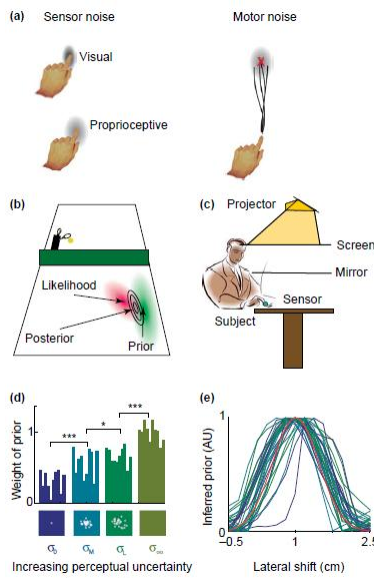 (a)
Sensor noise
Motor noise
Visual
X
Proprioceptive
(b)
(c)
Projector
Screen
Likelihood
Mirror
Sensor
Posterior
Prior
Subject
(d)
(e)
***
*
***
Weight of prior
1
0
σ0
σM
σL
σ∞
Increasing perceptual uncertainty
Inferred prior (AU)
1
0
−0.5
1
2.5
Lateral shift (cm)